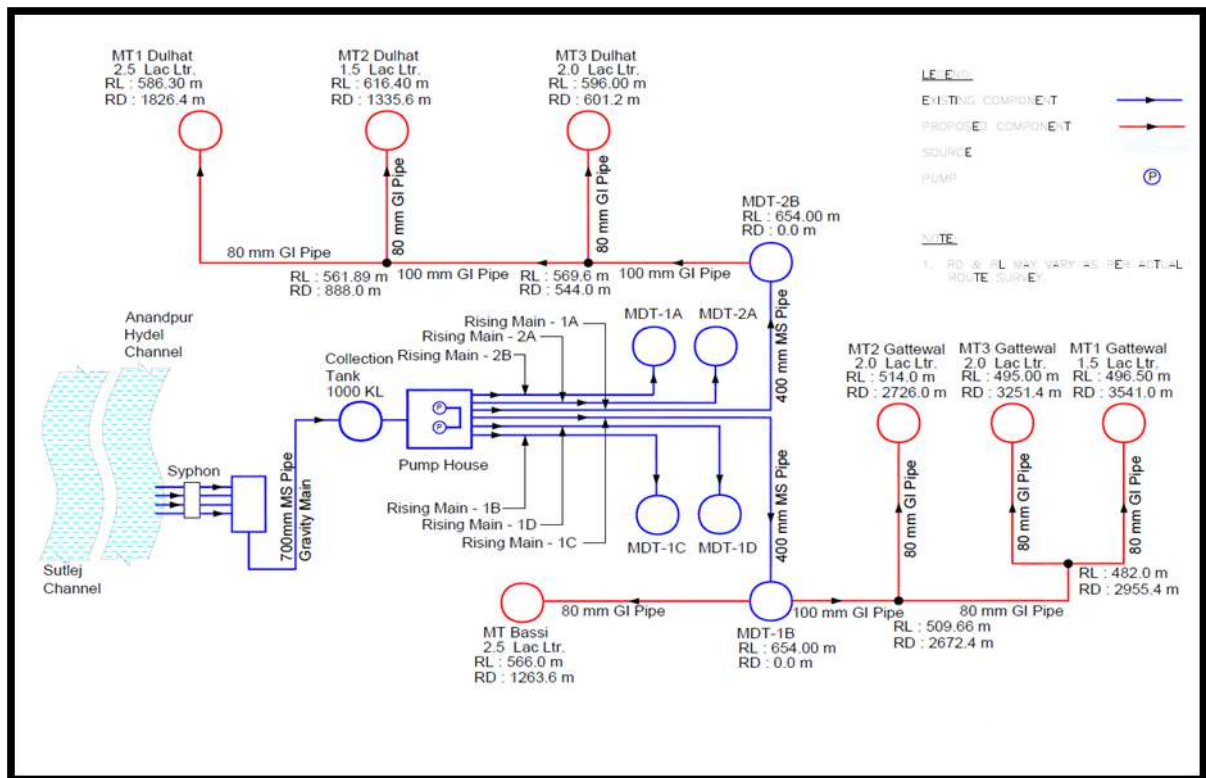 MT1 Dulhat
2.5 Lac Ltr.
RL : 586.30 m
RD : 1826.4 m
MT2 Dulhat
1.5 Lac Ltr.
RL : 616.40 m
RD : 1335.6 m
MT3 Dulhat
2.0 Lac Ltr.
RL : 596.00 m
RD : 601.2 m
LEGEND:
EXISTING COMPONENT
PROPOSED COMPONENT
SOURCE
PUMP
P
NOTE:
1. RD & RL MAY VARY AS PER ACTUAL
ROUTE SURVEY.
80 mm GI Pipe
80 mm GI Pipe
MDT-2B
RL : 654.00 m
RD : 0.0 m
80 mm GI Pipe
100 mm GI Pipe
100 mm GI Pipe
RL : 561.89 m
RD : 888.0 m
RL : 569.6 m
RD : 544.0 m
400 mm MS Pipe
Anandpur
Hydel
Channel
Sutlej
Channel
Syphon
700mm MS Pipe
Gravity Main
Collection
Tank
1000 KL
P
P
Pump House
Rising Main - 1A
Rising Main - 2A
Rising Main - 2B
MDT-1A
MDT-2A
Rising Main - 1B
Rising Main - 1D
Rising Main - 1C
MDT-1C
MDT-1D
400 mm MS Pipe
MT2 Gattewal
2.0 Lac Ltr.
RL : 514.0 m
RD : 2726.0 m
MT3 Gattewal
2.0 Lac Ltr.
RL : 495.00 m
RD : 3251.4 m
MT1 Gattewal
1.5 Lac Ltr.
RL : 496.50 m
RD : 3541.0 m
80 mm GI Pipe
80 mm GI Pipe
80 mm GI Pipe
RL : 482.0 m
RD : 2955.4 m
80 mm GI Pipe
100 mm GI Pipe
80 mm GI Pipe
RL : 509.66 m
RD : 2672.4 m
MT Bassi
2.5 Lac Ltr.
RL : 566.0 m
RD : 1263.6 m
MDT-1B
RL : 654.00 m
RD : 0.0 m